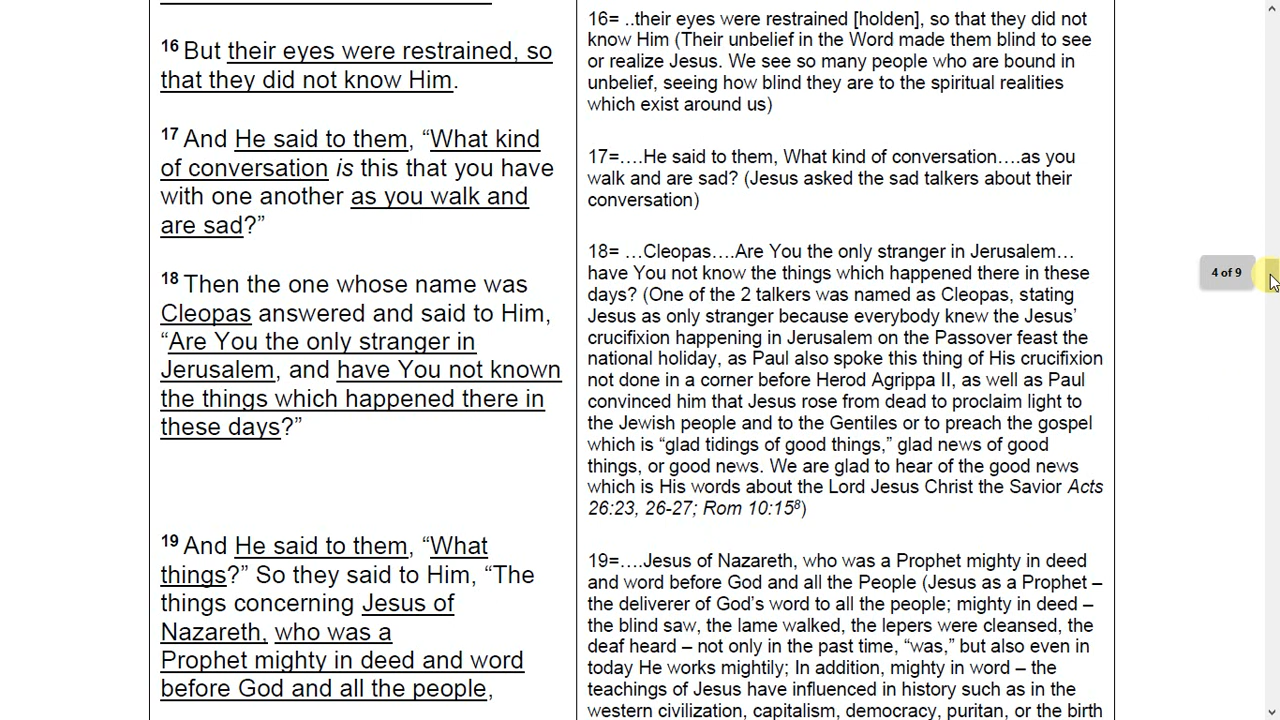 16 But their eyes were restrained, so
that they did not know Him.
17 And He said to them, “What kind
of conversation is this that you have
with one another as you walk and
are sad?”
18 Then the one whose name was
Cleopas answered and said to Him,
“Are You the only stranger in
Jerusalem, and have You not known
the things which happened there in
these days?”
19 And He said to them, “What
things?” So they said to Him, “The
things concerning Jesus of
Nazareth, who was a
Prophet mighty in deed and word
before God and all the people,
16= ..their eyes were restrained [holden], so that they did not
know Him (Their unbelief in the Word made them blind to see
or realize Jesus. We see so many people who are bound in
unbelief, seeing how blind they are to the spiritual realities
which exist around us)
17=….He said to them, What kind of conversation….as you
walk and are sad? (Jesus asked the sad talkers about their
conversation)
18= …Cleopas….Are You the only stranger in Jerusalem…
have You not know the things which happened there in these
days? (One of the 2 talkers was named as Cleopas, stating
Jesus as only stranger because everybody knew the Jesus’
crucifixion happening in Jerusalem on the Passover feast the
national holiday, as Paul also spoke this thing of His crucifixion
not done in a corner before Herod Agrippa II, as well as Paul
convinced him that Jesus rose from dead to proclaim light to
the Jewish people and to the Gentiles or to preach the gospel
which is “glad tidings of good things,” glad news of good
things, or good news. We are glad to hear of the good news
which is His words about the Lord Jesus Christ the Savior Acts
26:23, 26-27; Rom 10:15⁸)
19=….Jesus of Nazareth, who was a Prophet mighty in deed
and word before God and all the People (Jesus as a Prophet –
the deliverer of God’s word to all the people; mighty in deed –
the blind saw, the lame walked, the lepers were cleansed, the
deaf heard – not only in the past time, “was,” but also even in
today He works mightily; In addition, mighty in word – the
teachings of Jesus have influenced in history such as in the
western civilization, capitalism, democracy, puritan, or the birth
4 of 9